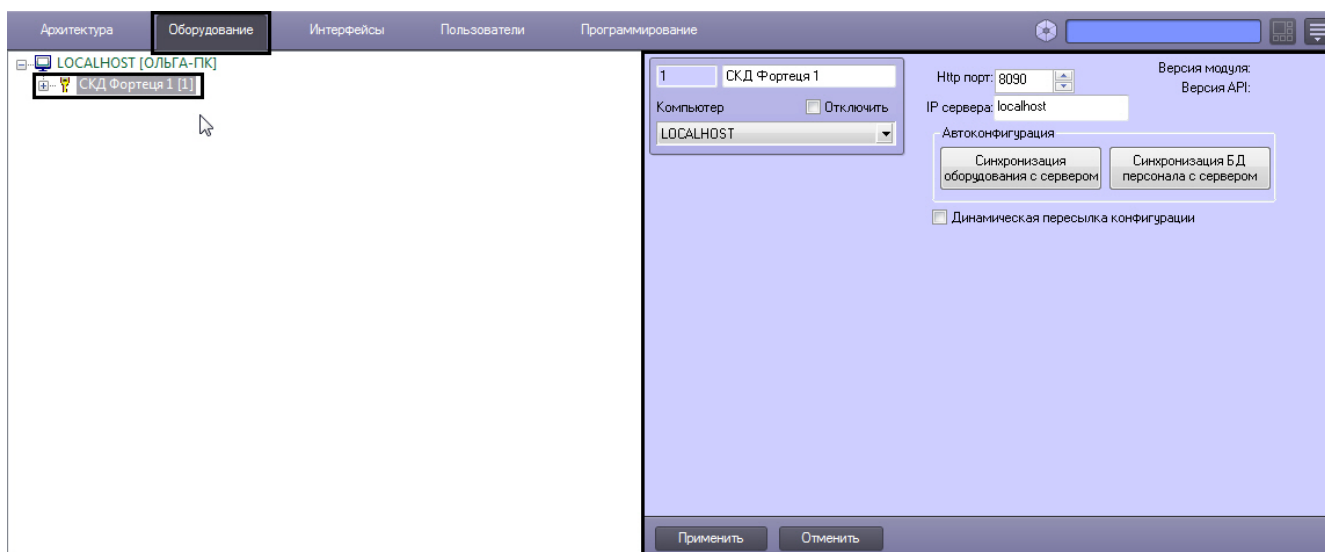 Архитектура Оборудование Интерфейсы Пользователи Программирование
LOCALHOST [ОЛЬГА-ПК]
СКД Фортеця 1 [1]
1 СКД Фортеця 1
Компьютер Отключить
LOCALHOST
Http порт: 8090
IP сервера: localhost
Версия модуля:
Версия API:
Автоконфигурация
Синхронизация
оборудования с сервером
Синхронизация БД
персонала с сервером
Динамическая пересылка конфигурации
Применить Отменить